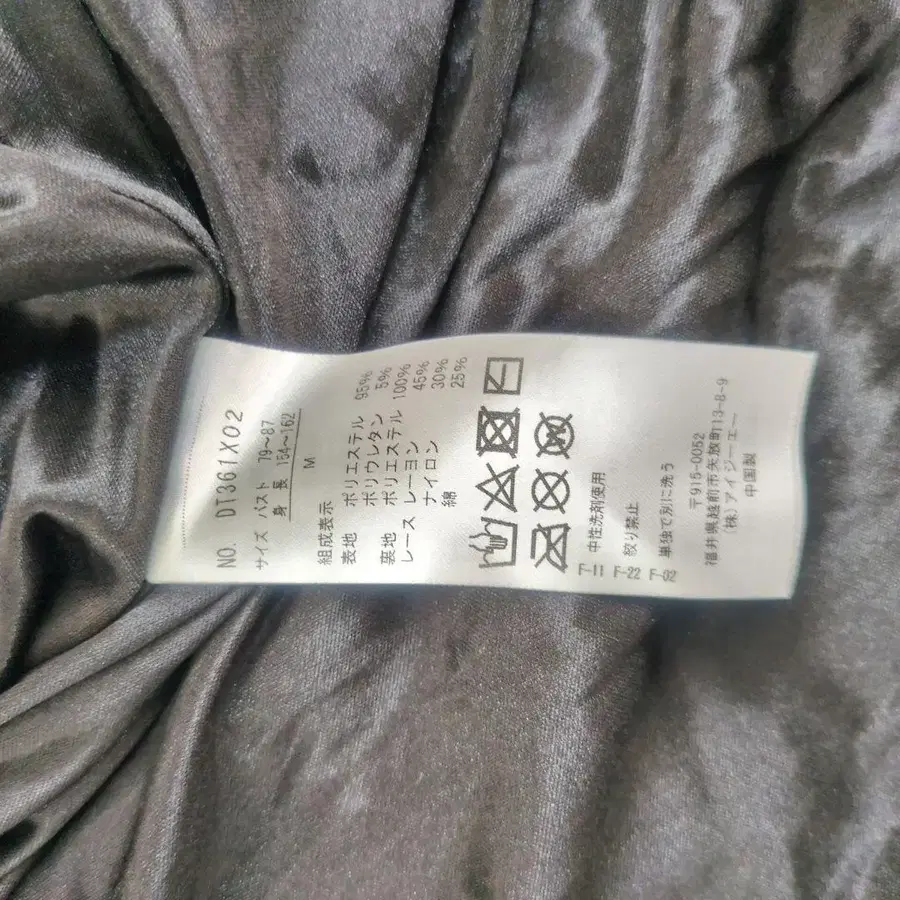 NO. DT361X02
サイズ バスト 79〜87
身 長 154〜162
M
組成表示
表地 ポリエステル 95%
ポリウレタン 5%
裏地 ポリエステル 100%
レース レーヨン 45%
ナイロン 30%
綿 25%
中性洗剤使用
絞り禁止
単独で別に洗う
〒915-0052
福井県越前市矢放町13-8-9
(株)アイジーエー
中国製